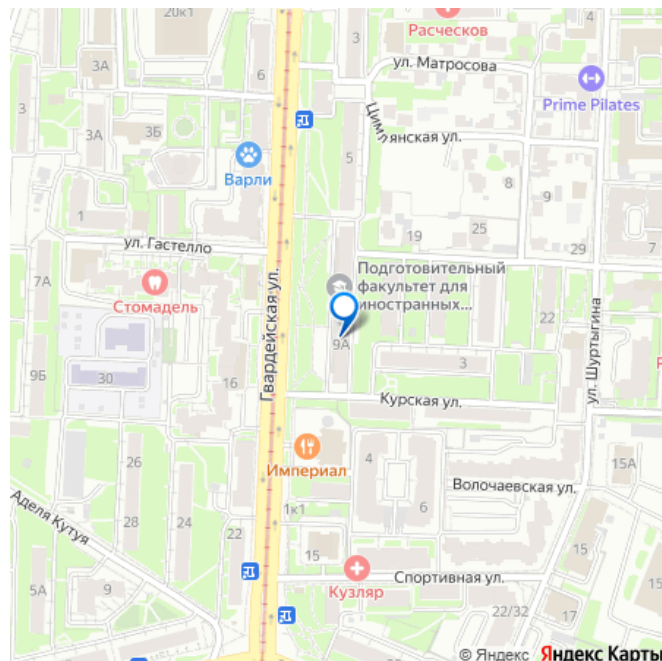 20к1
Расческов
4
3
ул. Матросова
3А
6
Prime Pilates
Цимлянская ул.
3А
3Б
5
Варли
8
9
1
19
25
ул. Гастелло
29
7
7А
Подготовительный
факультет для
иностранных...
Стомадель
22
9А
3
30
9Б
16
Гвардейская ул.
ул. Шуртыгина
Курская ул.
Империал
26
4
15А
Волочаевская ул.
6
Аделя Кутуя
28
24
22
1к1
15
15
5А
9
Кузляр
Спортивная ул.
22/32
17
© Яндекс Яндекс Карты